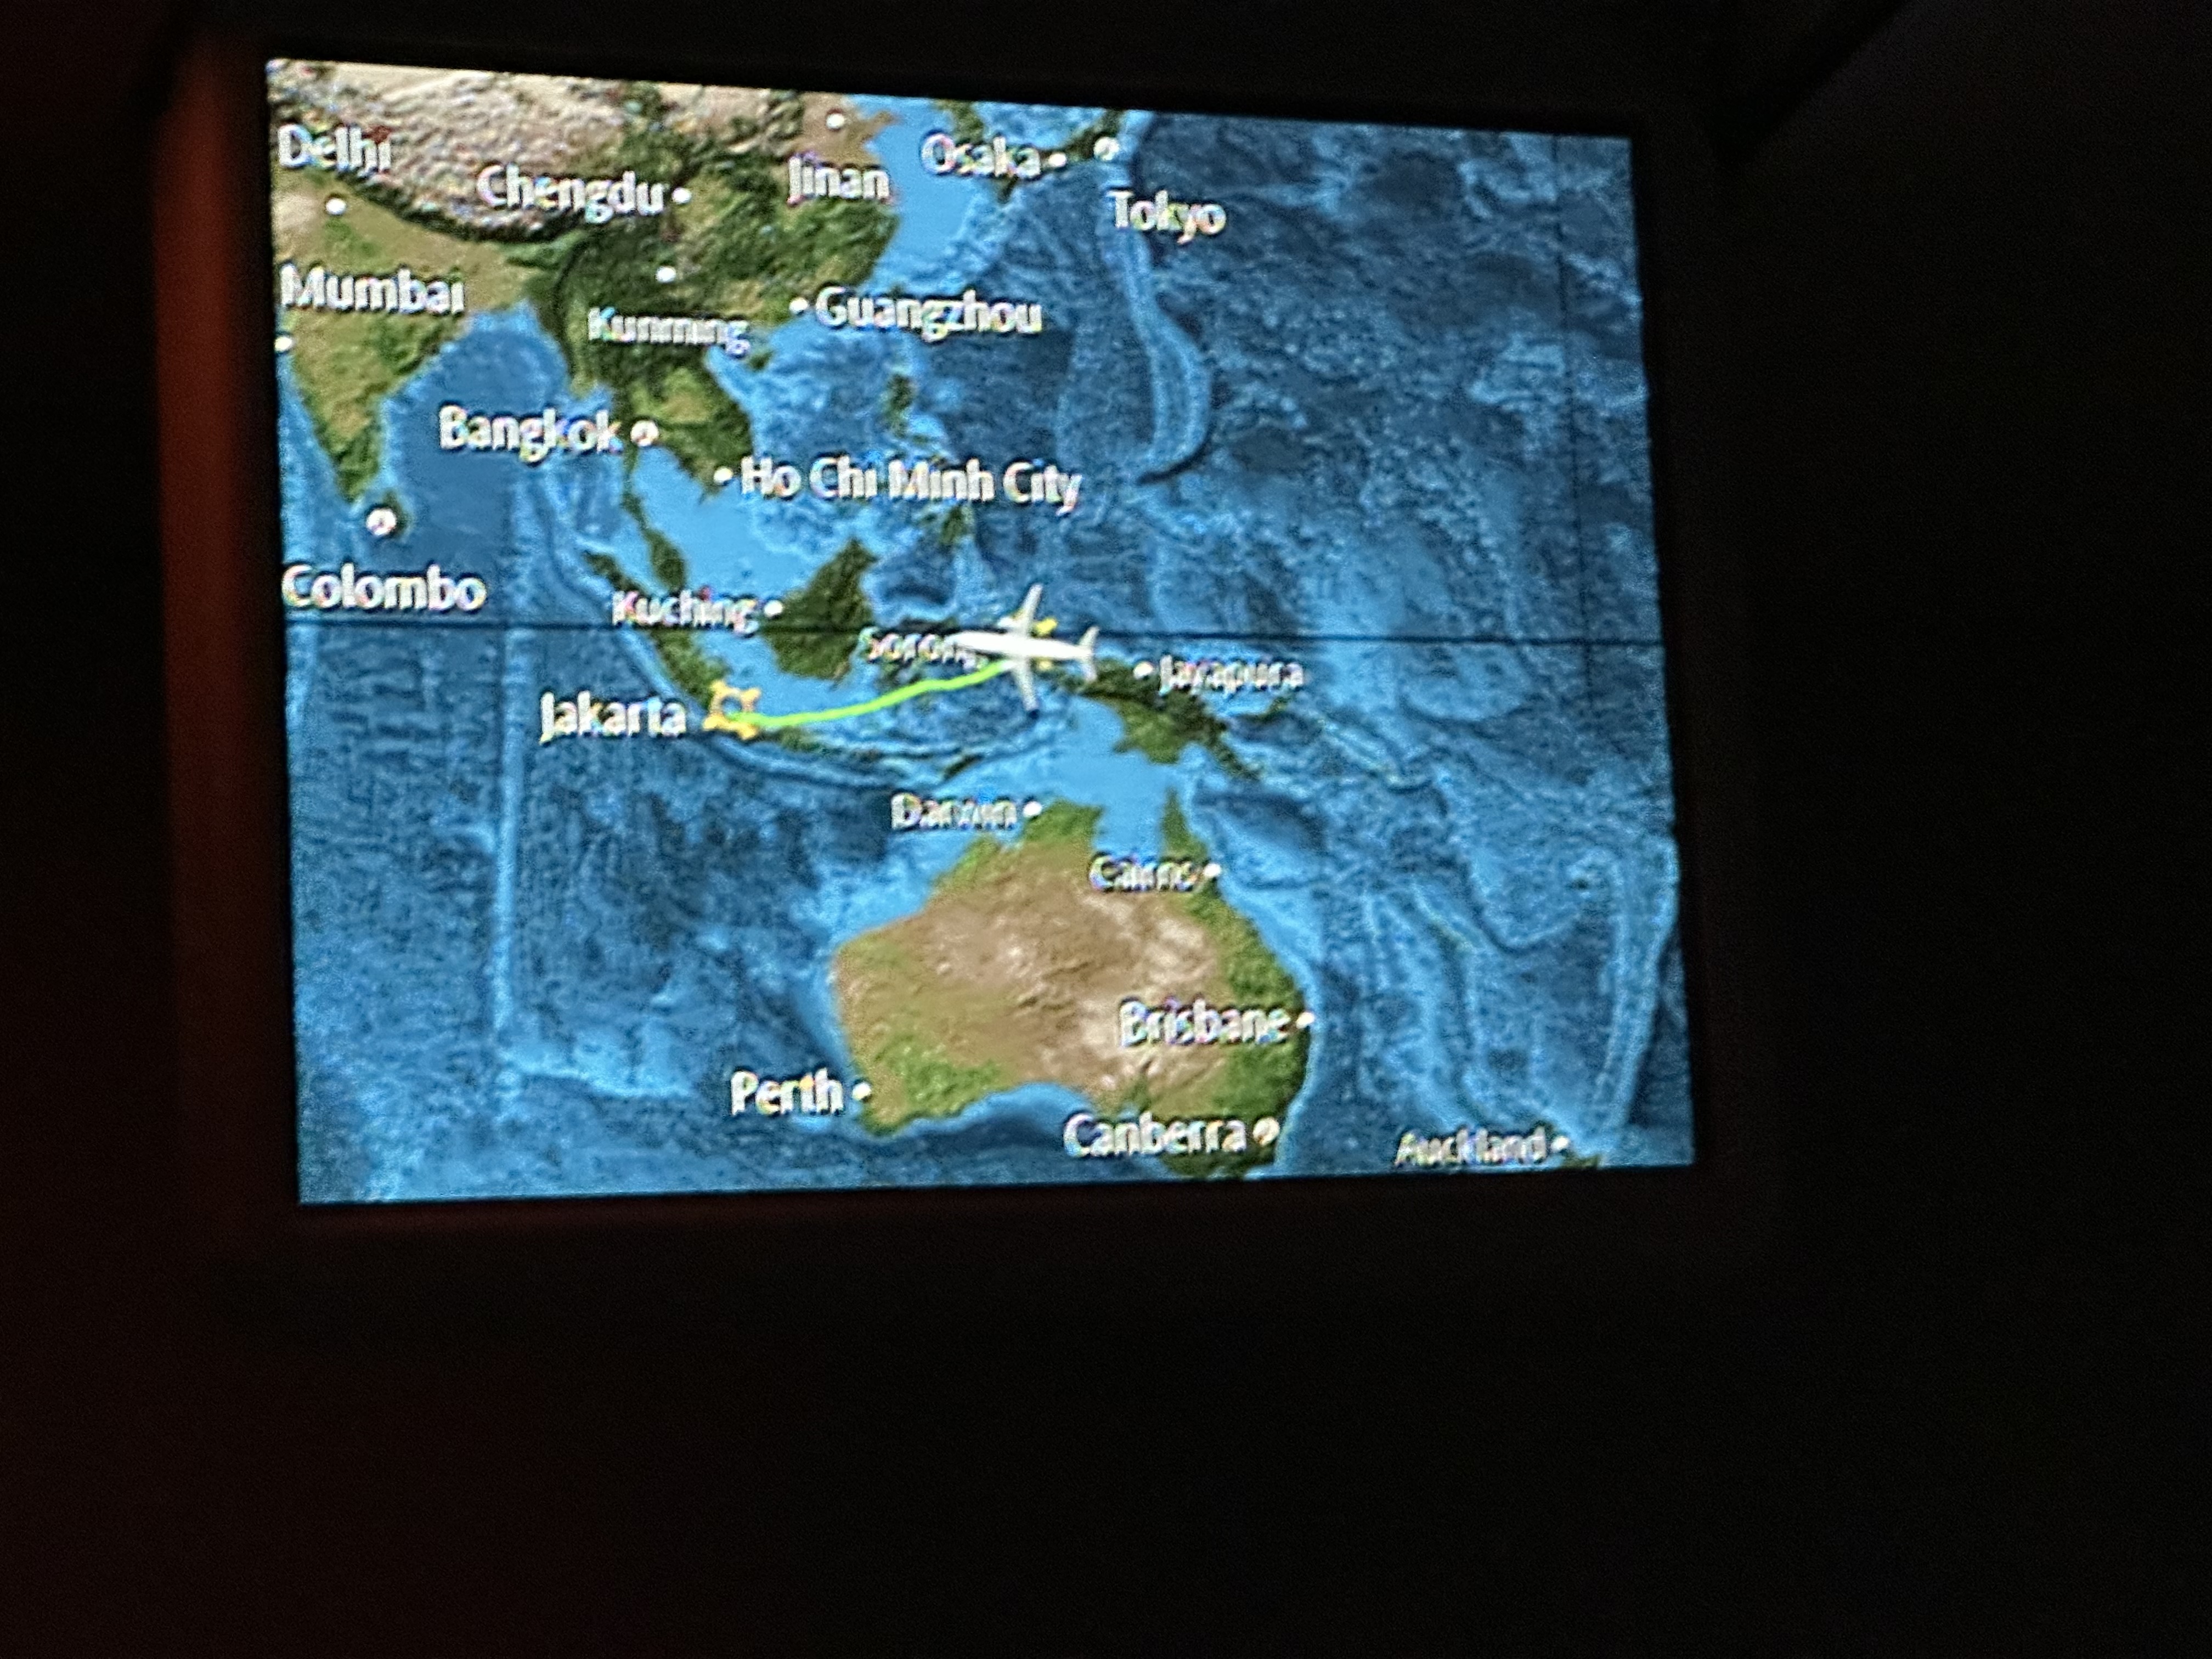 Delhi
Chengdu
Jinan
Osaka
Tokyo
Mumbai
Kunming
Guangzhou
Bangkok
Ho Chi Minh City
Colombo
Kuching
Sorong
Jayapura
Jakarta
Darwin
Cairns
Brisbane
Perth
Canberra
Auckland